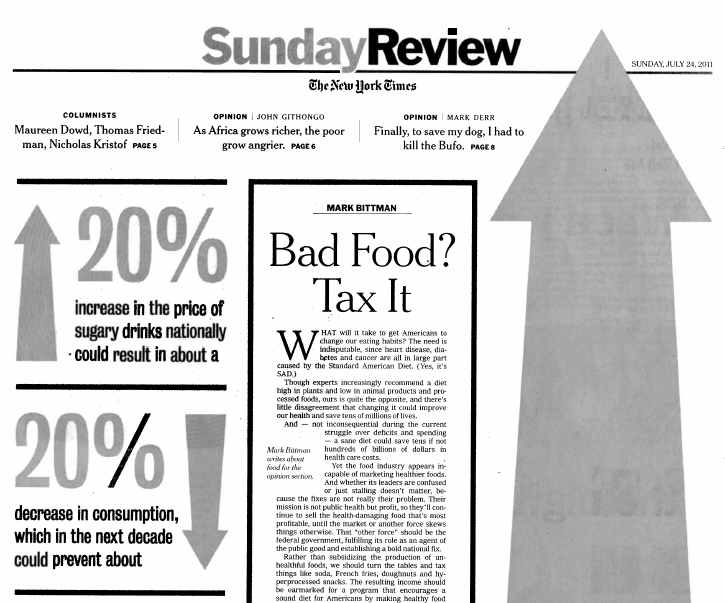 SundayReview
SUNDAY, JULY 24, 2011
The New York Times
COLUMNISTS
Maureen Dowd, Thomas Fried-
man, Nicholas Kristof PAGE 5
OPINION | JOHN GITHONGO
As Africa grows richer, the poor
grow angrier. PAGE 6
OPINION | MARK DERR
Finally, to save my dog, I had to
kill the Bufo. PAGE 8
20%
increase in the price of
sugary drinks nationally
could result in about a
20%
decrease in consumption,
which in the next decade
could prevent about
MARK BITTMAN
Bad Food?
Tax It
WHAT will it take to get Americans to
change our eating habits? The need is
indisputable, since heart disease, dia-
betes and cancer are all in large part
caused by the Standard American Diet. (Yes, it's
SAD.)
Though experts increasingly recommend a diet
high in plants and low in animal products and pro-
cessed foods, ours is quite the opposite, and there's
little disagreement that changing it could improve
our health and save tens of millions of lives.
And — not inconsequential during the current
struggle over deficits and spending
— a sane diet could save tens if not
hundreds of billions of dollars in
health care costs.
Mark Bittman
writes about
food for the
opinion section.
Yet the food industry appears in-
capable of marketing healthier foods.
And whether its leaders are confused
or just stalling doesn't matter, be-
cause the fixes are not really their problem. Their
mission is not public health but profit, so they'll con-
tinue to sell the health-damaging food that's most
profitable, until the market or another force skews
things otherwise. That "other force" should be the
federal government, fulfilling its role as an agent of
the public good and establishing a bold national fix.
Rather than subsidizing the production of un-
healthful foods, we should turn the tables and tax
things like soda, French fries, doughnuts and hy-
perprocessed snacks. The resulting income should
be earmarked for a program that encourages a
sound diet for Americans by making healthy food